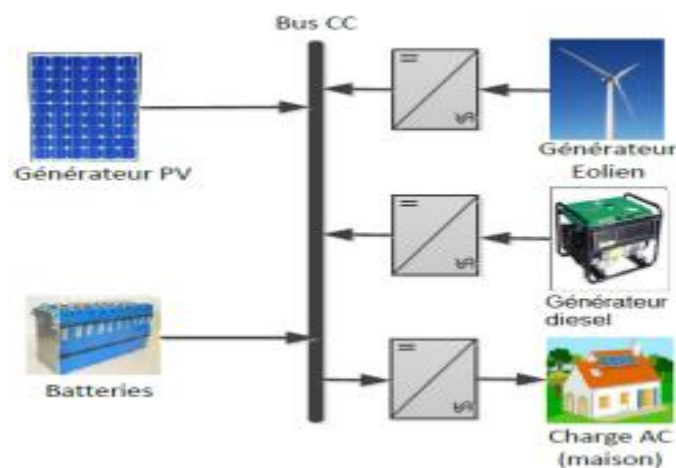 Bus CC
Générateur PV
Générateur
Eolien
Générateur
diesel
Batteries
Charge AC
(maison)